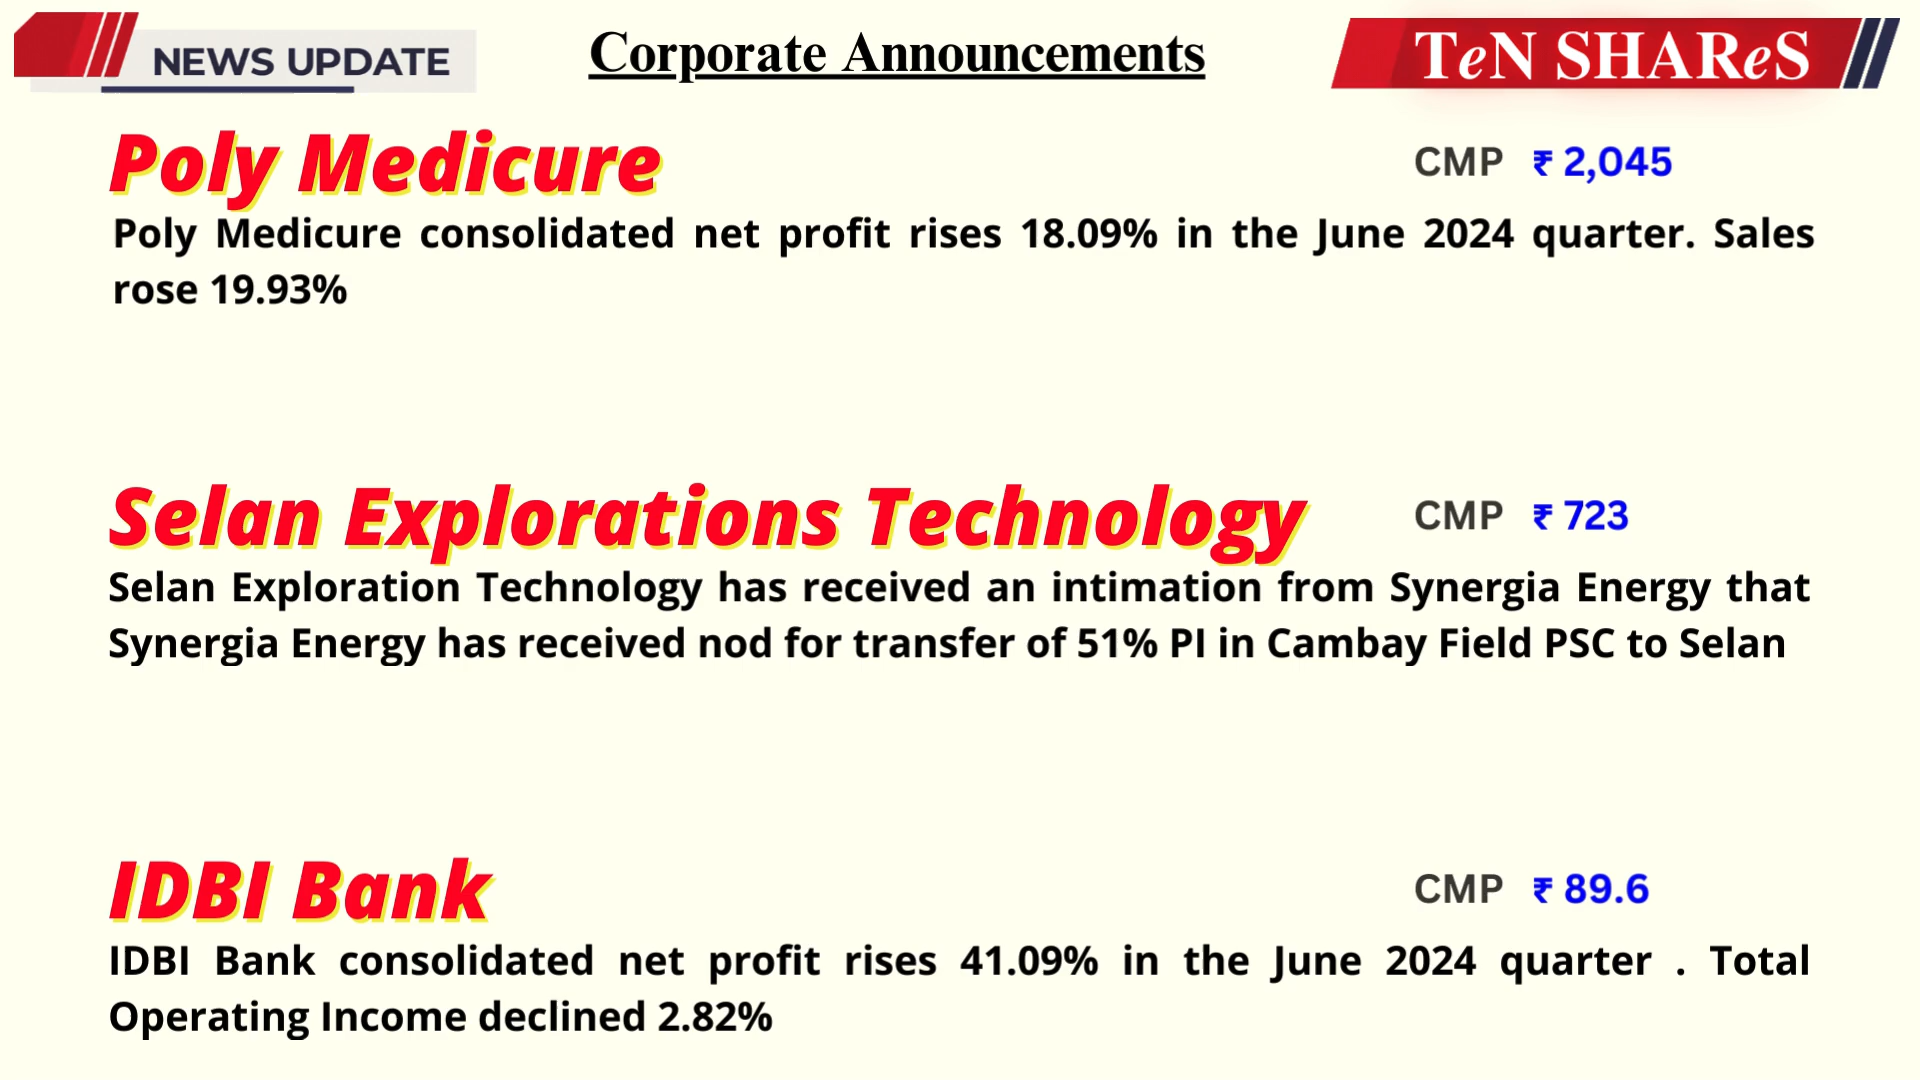 NEWS UPDATE
Corporate Announcements
TeN SHAReS
Poly Medicure
CMP ₹ 2,045
Poly Medicure consolidated net profit rises 18.09% in the June 2024 quarter. Sales
rose 19.93%
Selan Explorations Technology
CMP ₹ 723
Selan Exploration Technology has received an intimation from Synergia Energy that
Synergia Energy has received nod for transfer of 51% PI in Cambay Field PSC to Selan
IDBI Bank
CMP ₹ 89.6
IDBI Bank consolidated net profit rises 41.09% in the June 2024 quarter . Total
Operating Income declined 2.82%